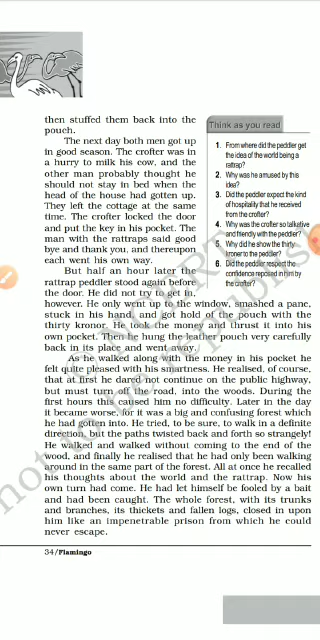 then stuffed them back into the
pouch.
The next day both men got up
in good season. The crofter was in
a hurry to milk his cow, and the
other man probably thought he
should not stay in bed when the
head of the house had gotten up.
They left the cottage at the same
time. The crofter locked the door
and put the key in his pocket. The
man with the rattraps said good
bye and thank you, and thereupon
each went his own way.
But half an hour later the
rattrap peddler stood again before
the door. He did not try to get in,
however. He only went up to the window, smashed a pane,
stuck in his hand, and got hold of the pouch with the
thirty kronor. He took the money and thrust it into his
own pocket. Then he hung the leather pouch very carefully
back in its place and went away.
As he walked along with the money in his pocket he
felt quite pleased with his smartness. He realised, of course,
that at first he dared not continue on the public highway,
but must turn off the road, into the woods. During the
first hours this caused him no difficulty. Later in the day
it became worse, for it was a big and confusing forest which
he had gotten into. He tried, to be sure, to walk in a definite
direction, but the paths twisted back and forth so strangely!
He walked and walked without coming to the end of the
wood, and finally he realised that he had only been walking
around in the same part of the forest. All at once he recalled
his thoughts about the world and the rattrap. Now his
own turn had come. He had let himself be fooled by a bait
and had been caught. The whole forest, with its trunks
and branches, its thickets and fallen logs, closed in upon
him like an impenetrable prison from which he could
never escape.
Think as you read
1. From where did the peddler get
the idea of the world being a
rattrap?
2. Why was he amused by this
idea?
3. Did the peddler expect the kind
of hospitality that he received
from the crofter?
4. Why was the crofter so talkative
and friendly with the peddler?
5. Why did he show the thirty
kroner to the peddler?
6. Did the peddler respect the
confidence reposed in him by
the crofter?
34/Flamingo